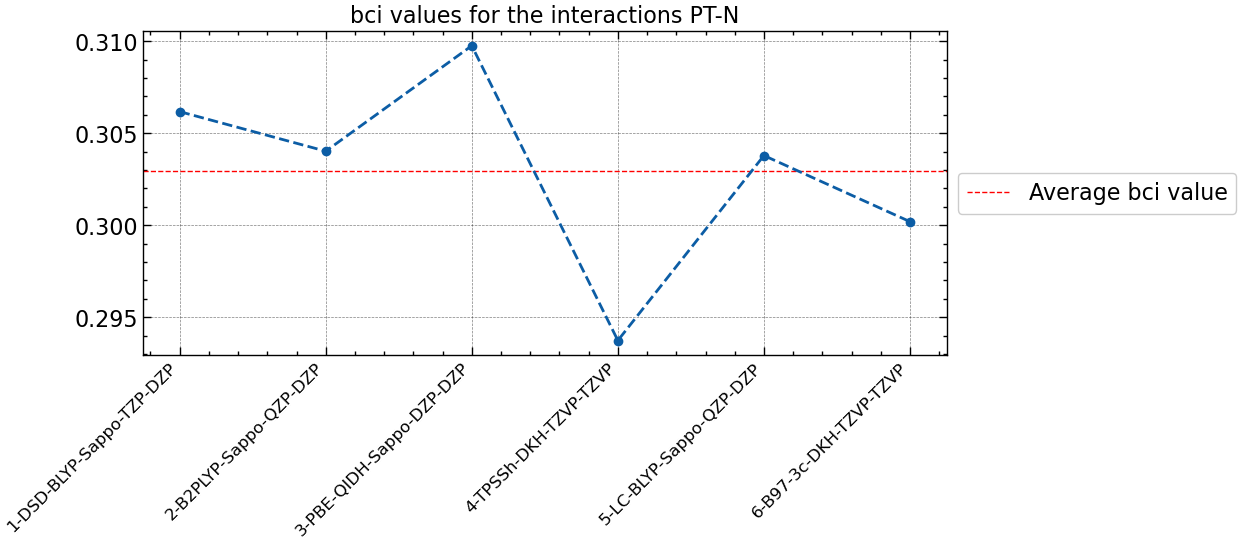 bci values for the interactions PT-N
0.310
0.305
0.300
0.295
Average bci value
1-DSD-BLYP-Sappo-TZP-DZP
2-B2PLYP-Sappo-QZP-DZP
3-PBE-QIDH-Sappo-DZP-DZP
4-TPSSh-DKH-TZVP-TZVP
5-LC-BLYP-Sappo-QZP-DZP
6-B97-3c-DKH-TZVP-TZVP